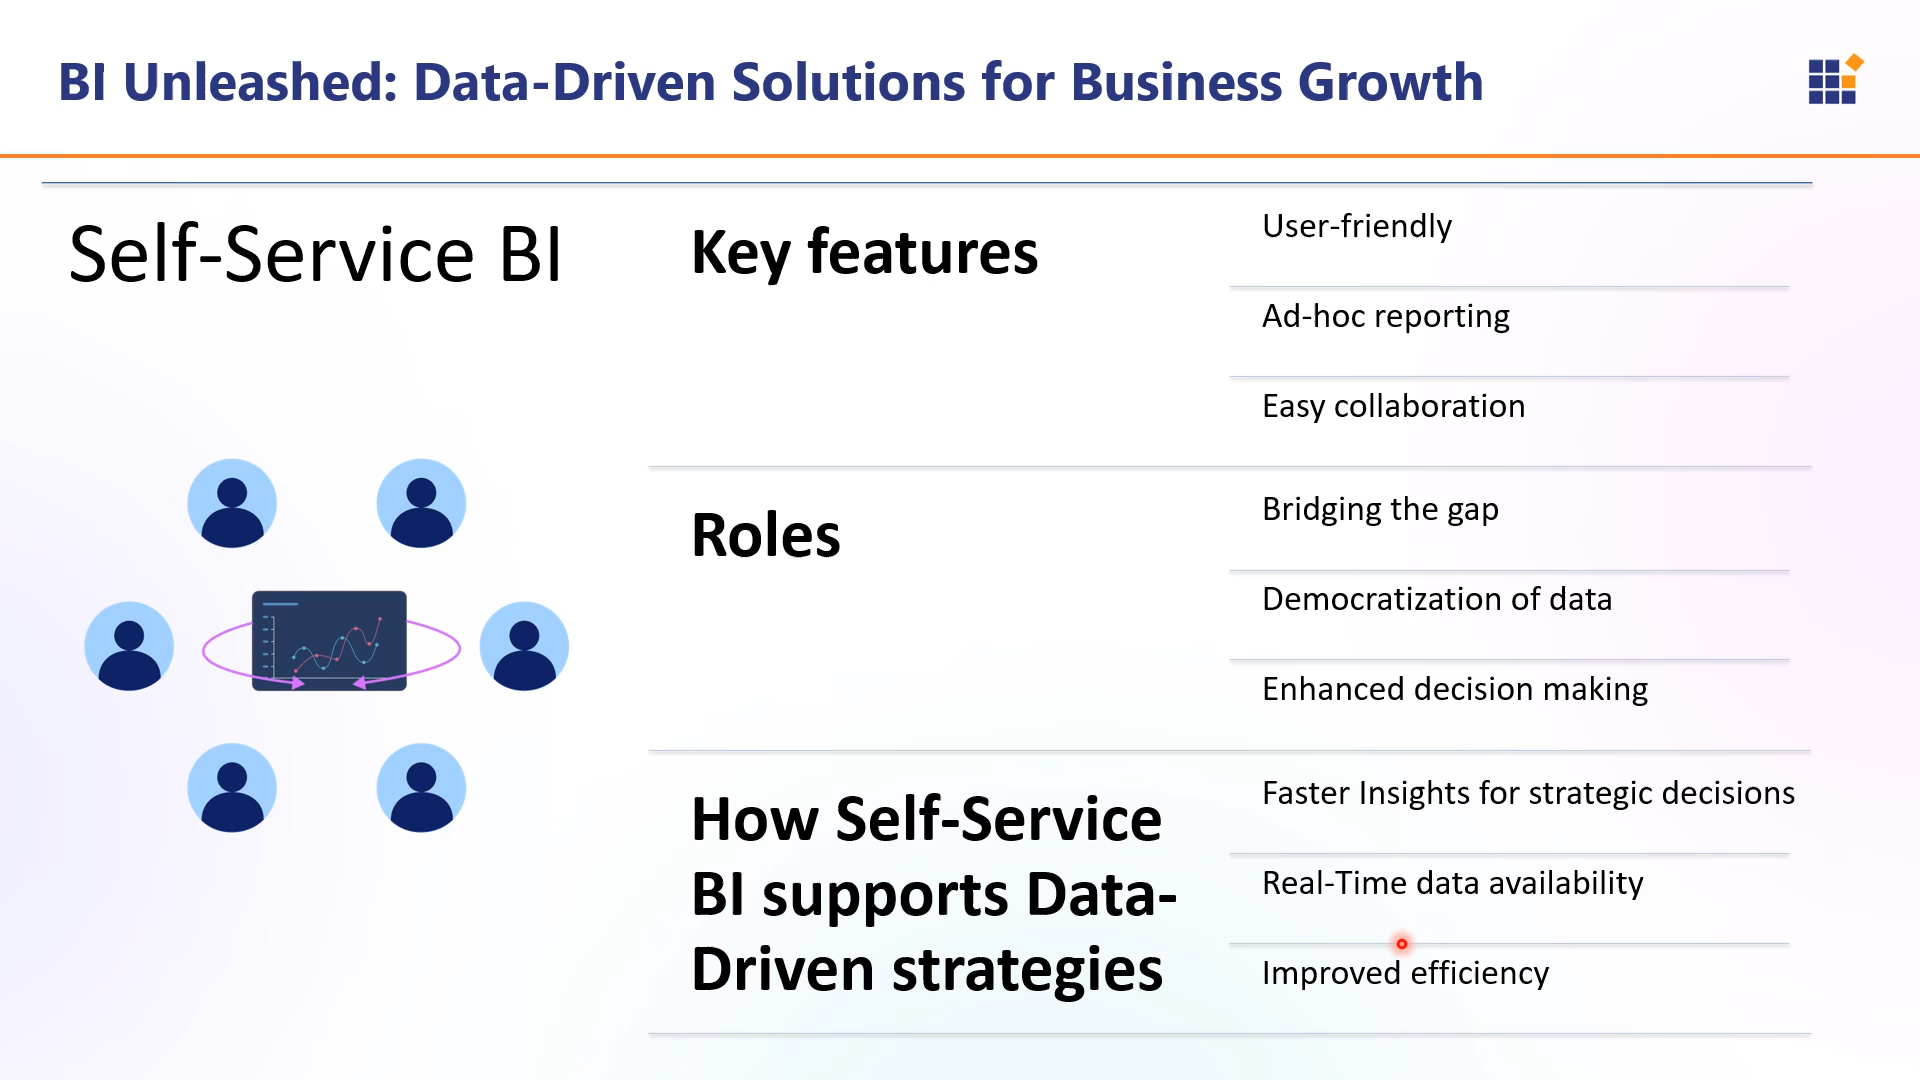 BI Unleashed: Data-Driven Solutions for Business Growth
Self-Service BI
Key features
User-friendly
Ad-hoc reporting
Easy collaboration
Roles
Bridging the gap
Democratization of data
Enhanced decision making
How Self-Service
BI supports Data-
Driven strategies
Faster Insights for strategic decisions
Real-Time data availability
Improved efficiency